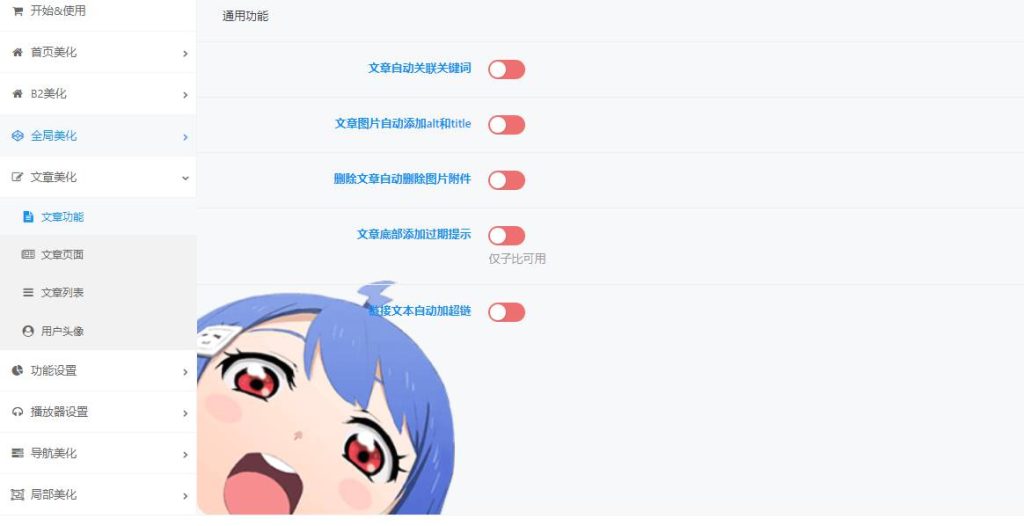 开始&使用
首页美化
B2美化
全局美化
文章美化
文章功能
文章页面
文章列表
用户头像
功能设置
播放器设置
导航美化
局部美化
通用功能
文章自动关联关键词
文章图片自动添加alt和title
删除文章自动删除图片附件
文章底部添加过期提示
仅子比可用
链接文本自动加超链